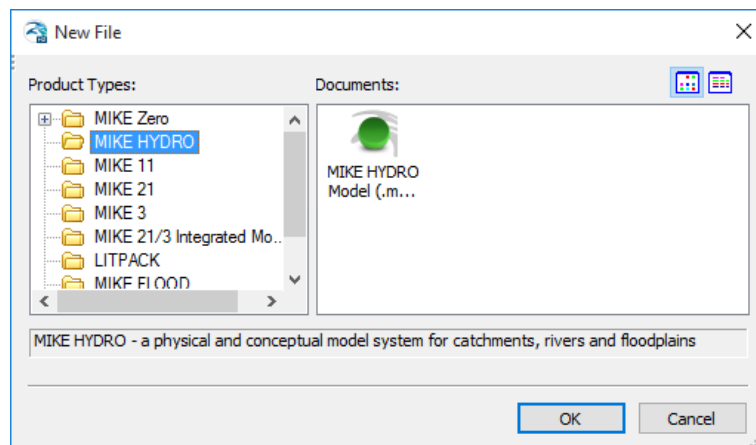 New File
Product Types:
Documents:
MIKE Zero
MIKE HYDRO
MIKE 11
MIKE 21
MIKE 3
MIKE 21/3 Integrated Mo..
LITPACK
MIKE FLOOD
MIKE HYDRO
Model (.m...
MIKE HYDRO - a physical and conceptual model system for catchments, rivers and floodplains
OK
Cancel